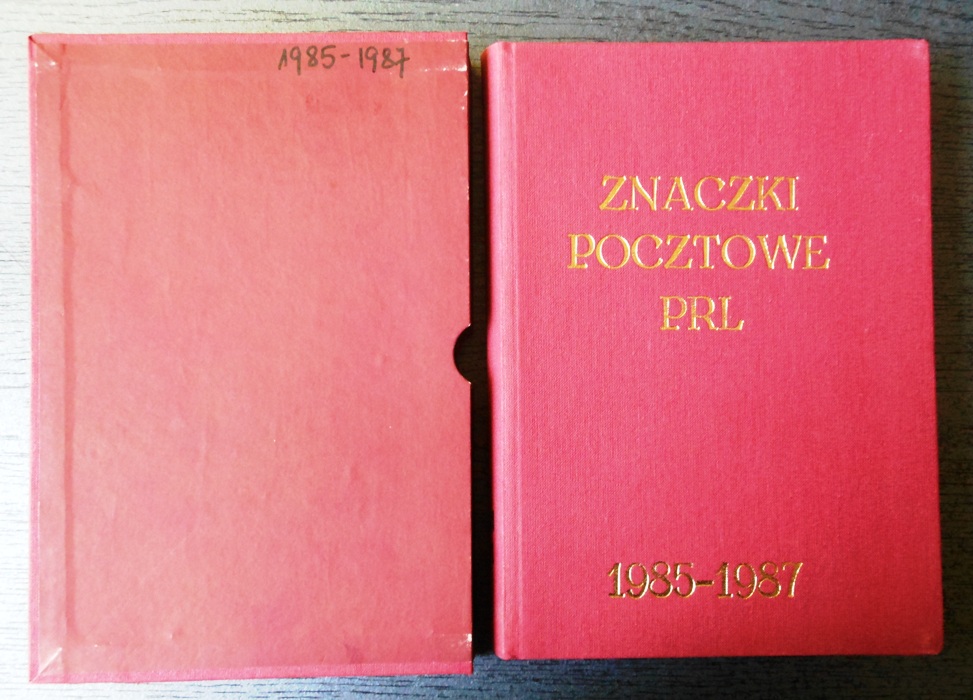 1985-1987
ZNACZKI
POCZTOWE
PRL
1985-1987